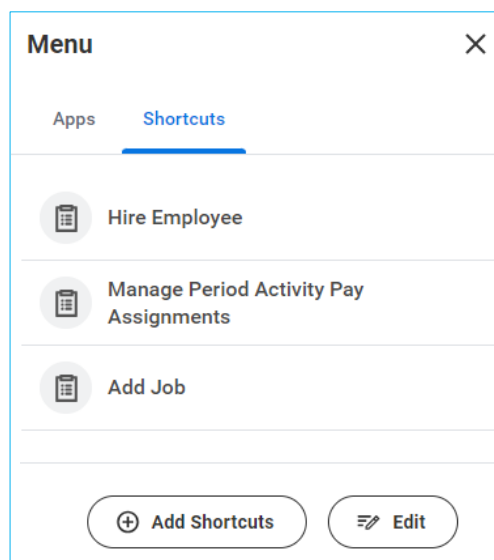 Menu
Apps
Shortcuts
Hire Employee
Manage Period Activity Pay
Assignments
Add Job
Add Shortcuts
Edit